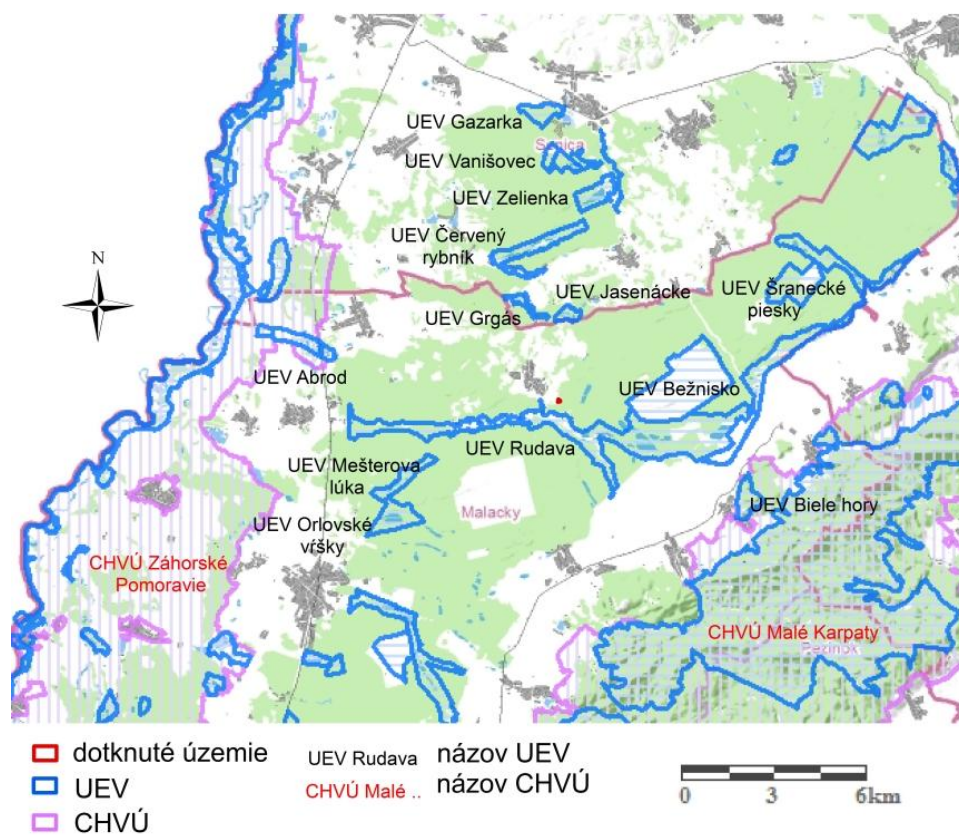 UEV Gazarka
Senica
UEV Vanišovec
UEV Zelienka
UEV Červený
rybník
N
UEV Jasenácke
UEV Šranecké
piesky
UEV Grgás
UEV Abrod
UEV Bežnisko
UEV Rudava
UEV Mešterova
lúka
UEV Biele hory
Malacky
UEV Orlovské
vŕšky
CHVÚ Záhorské
Pomoravie
CHVÚ Malé Karpaty
Pezinok
dotknuté územie
UEV
CHVÚ
UEV Rudava názov UEV
CHVÚ Malé .. názov CHVÚ
0 3 6km